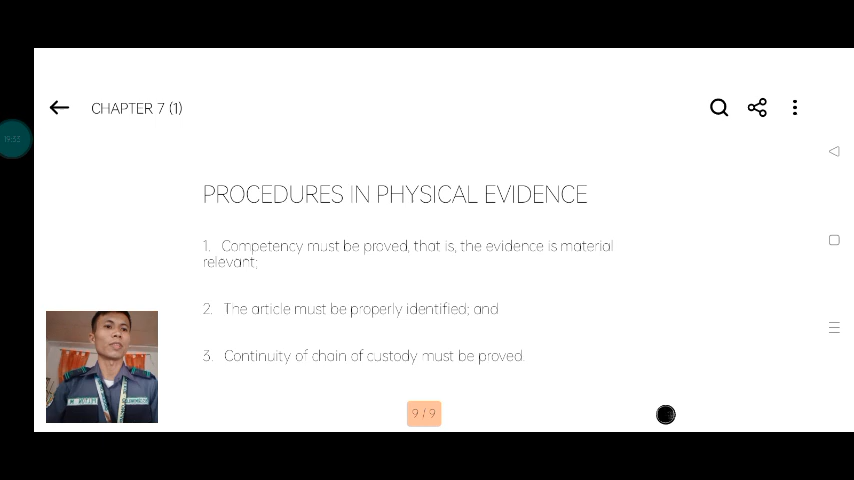 CHAPTER 7 (1)
19:55
PROCEDURES IN PHYSICAL EVIDENCE
1. Competency must be proved, that is, the evidence is material
relevant;
2. The article must be properly identified; and
3. Continuity of chain of custody must be proved.
9 / 9